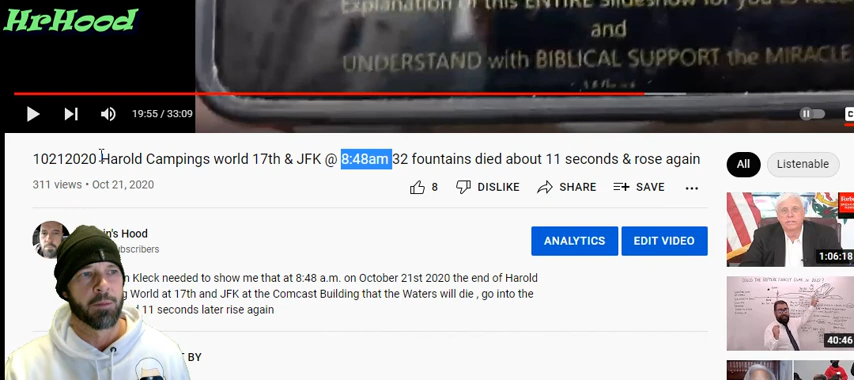 HrHood
Explanation of this ENTIRE slideshow for you to
and
UNDERSTAND with BIBLICAL SUPPORT the MIRACLE
19:55 / 33:09
10212020 Harold Campings world 17th & JFK @ 8:48am 32 fountains died about 11 seconds & rose again
311 views • Oct 21, 2020
8 DISLIKE SHARE SAVE
All Listenable
in's Hood
bscribers
ANALYTICS EDIT VIDEO
Kleck needed to show me that at 8:48 a.m. on October 21st 2020 the end of Harold
World at 17th and JFK at the Comcast Building that the Waters will die , go into the
11 seconds later rise again
BY
1:06:18
40:46